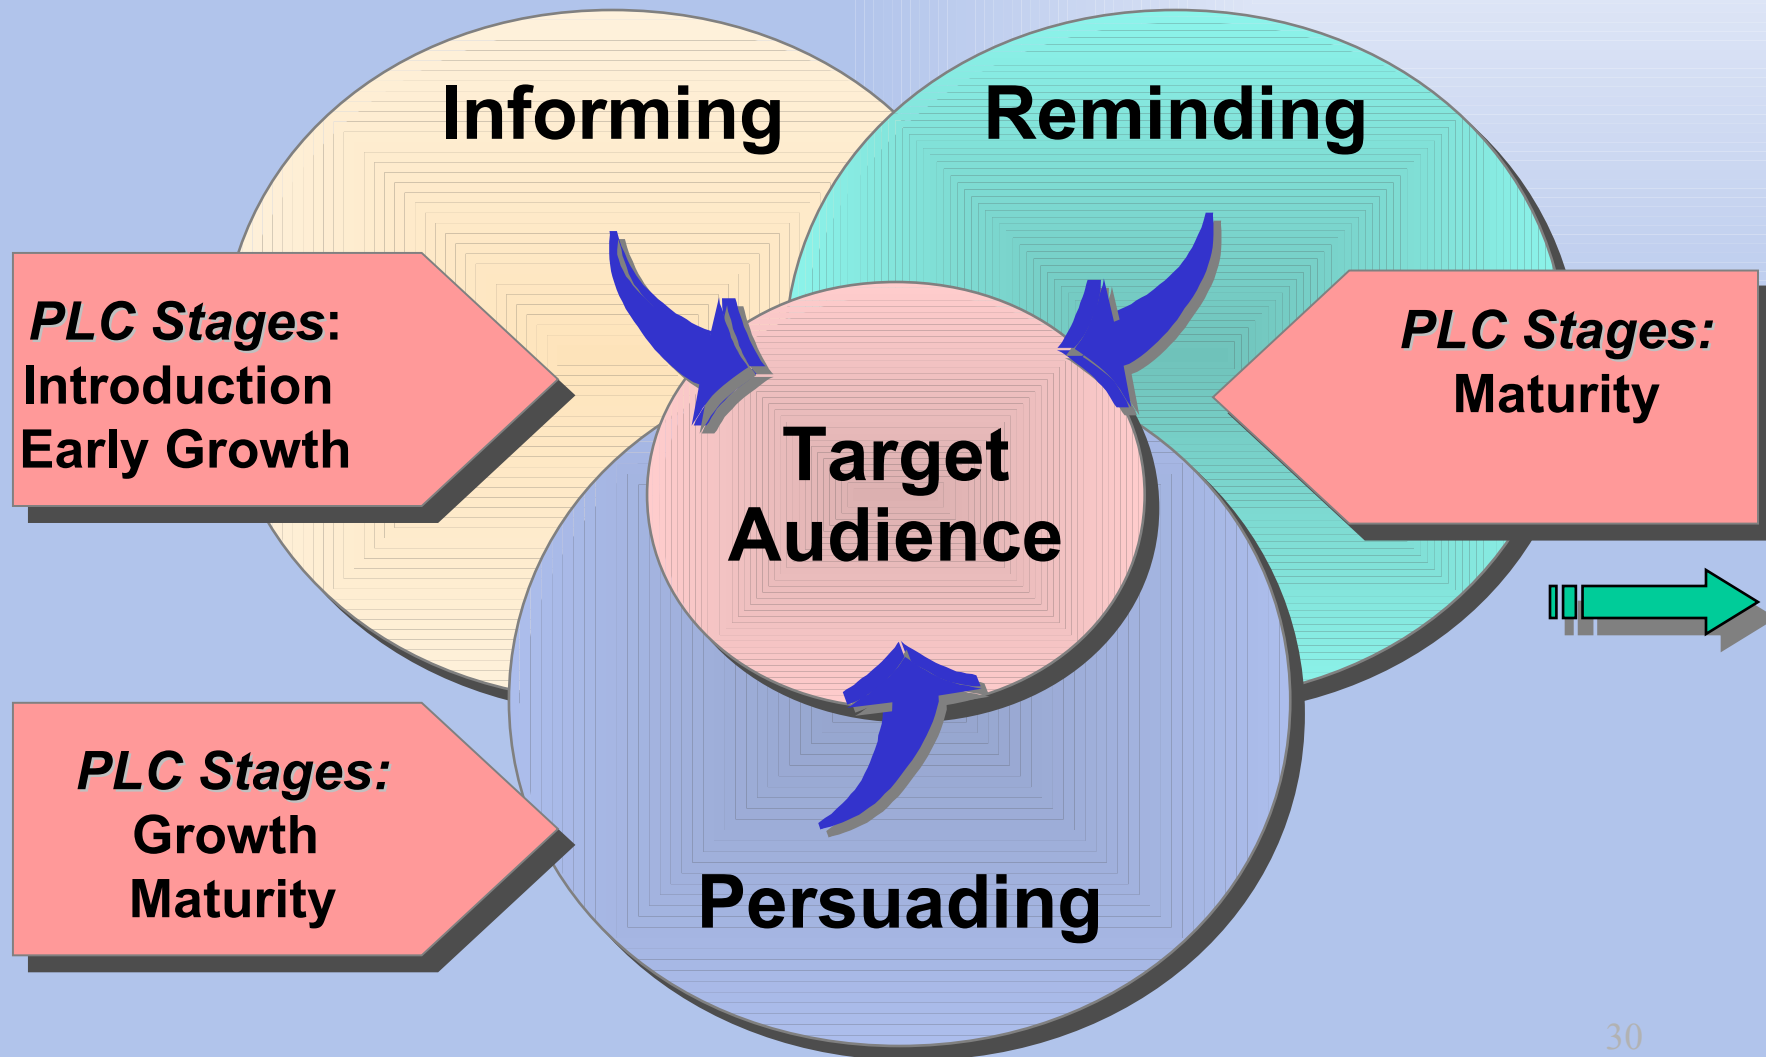 Informing
Reminding
PLC Stages:
Introduction
Early Growth
PLC Stages:
Maturity
Target
Audience
PLC Stages:
Growth
Maturity
Persuading
30